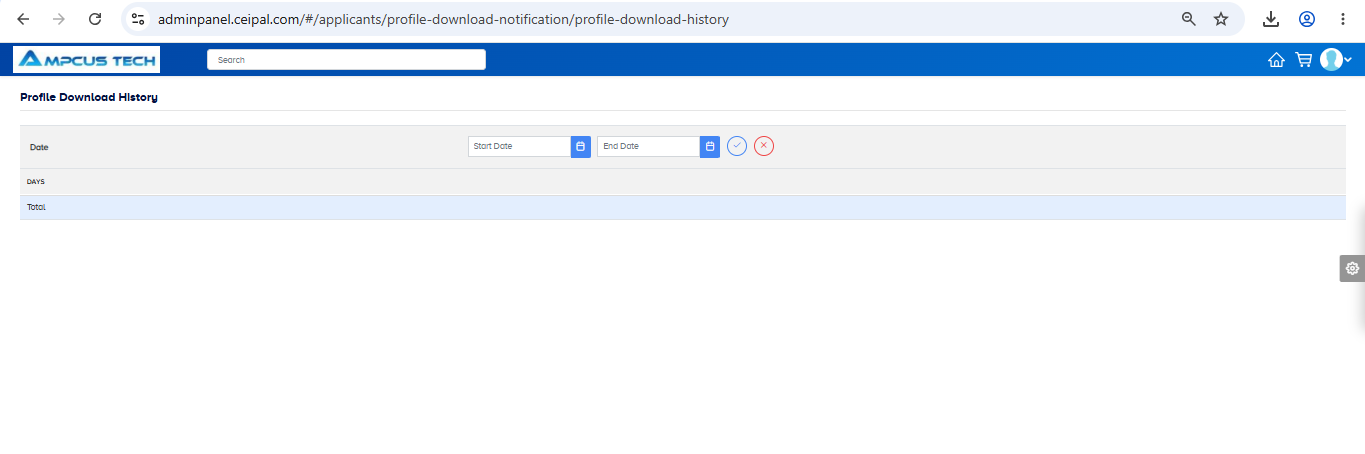 adminpanel.ceipal.com/#/applicants/profile-download-notification/profile-download-history
AMPCUS TECH
Search
Profile Download History
Date
Start Date
End Date
DAYS
Total